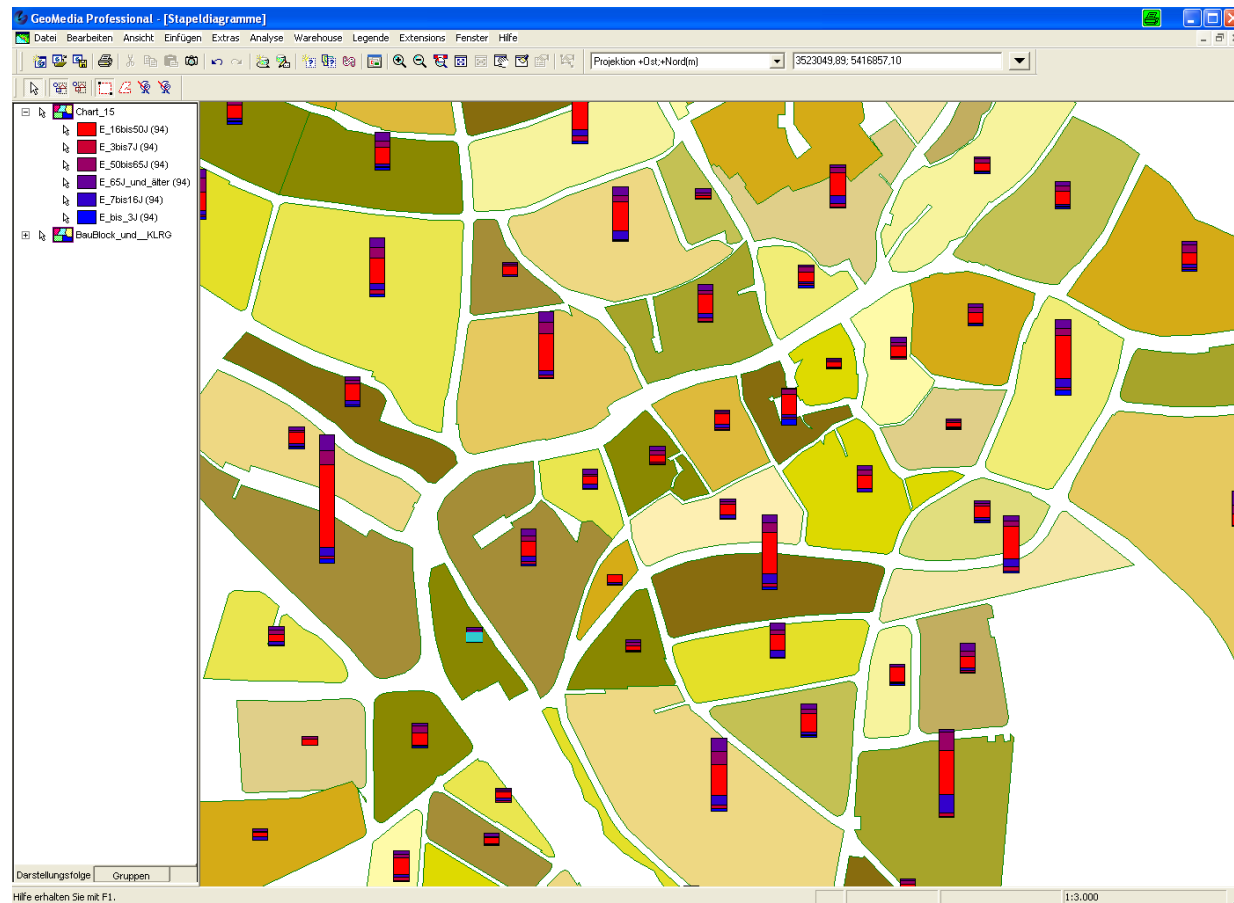 GeoMedia Professional - [Stapeldiagramme]
Datei Bearbeiten Ansicht Einfügen Extras Analyse Warehouse Legende Extensions Fenster Hilfe
Projektion +Ost;+Nord(m) 3523049,89; 5416857,10
Chart_15
E_16bis50J (94)
E_3bis7J (94)
E_50bis65J (94)
E_65J_und_älter (94)
E_7bis16J (94)
E_bis_3J (94)
BauBlock_und__KLRG
Darstellungsfolge Gruppen
Hilfe erhalten Sie mit F1. 1:3.000